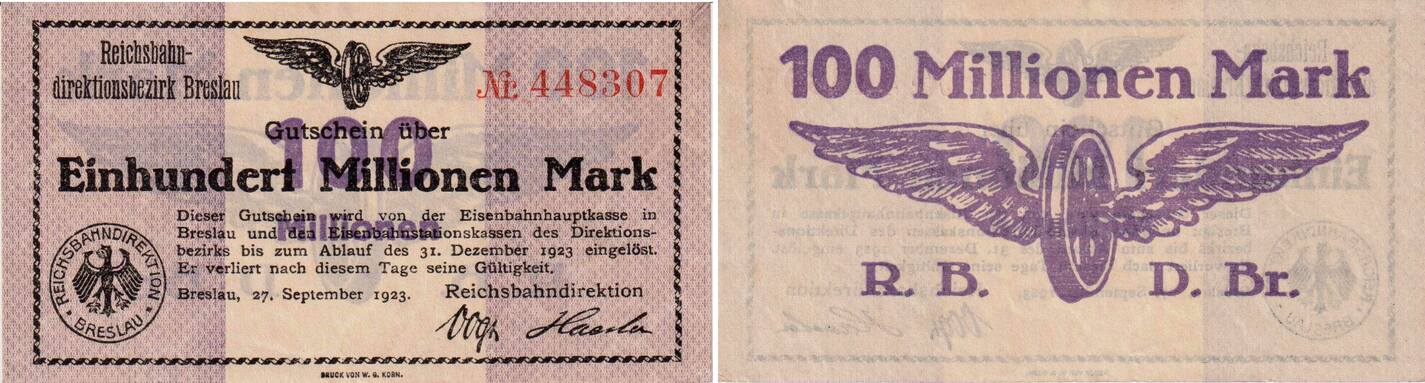 Reichsbahn-
direktionsbezirk Breslau
№ 448307
Gutschein über
100
Einhundert Millionen Mark
Millionen
Dieser Gutschein wird von der Eisenbahnhauptkasse in
Breslau und den Eisenbahnstationskassen des Direktions-
bezirks bis zum Ablauf des 31. Dezember 1923 eingelöst.
Er verliert nach diesem Tage seine Gültigkeit.
Breslau, 27. September 1923. Reichsbahndirektion
REICHSBAHNDIREKTION
BRESLAU
DRUCK VON W. G. KORN.
100 Millionen Mark
R. B. D. Br.